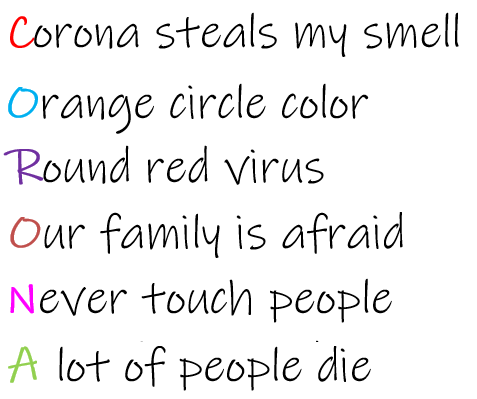 Corona steals my smell
Orange circle color
Round red virus
Our family is afraid
Never touch people
A lot of people die